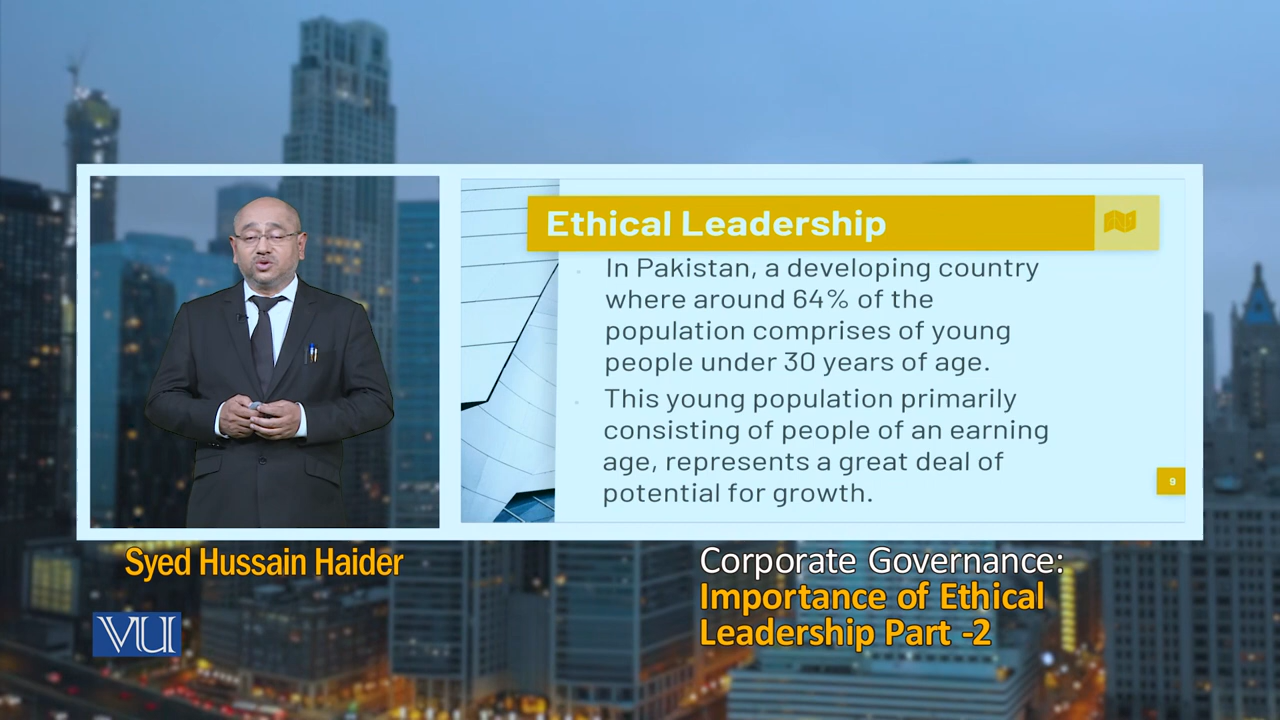 Ethical Leadership
In Pakistan, a developing country
where around 64% of the
population comprises of young
people under 30 years of age.
This young population primarily
consisting of people of an earning
age, represents a great deal of
potential for growth.
9
Syed Hussain Haider
Corporate Governance:
Importance of Ethical
Leadership Part -2
VU